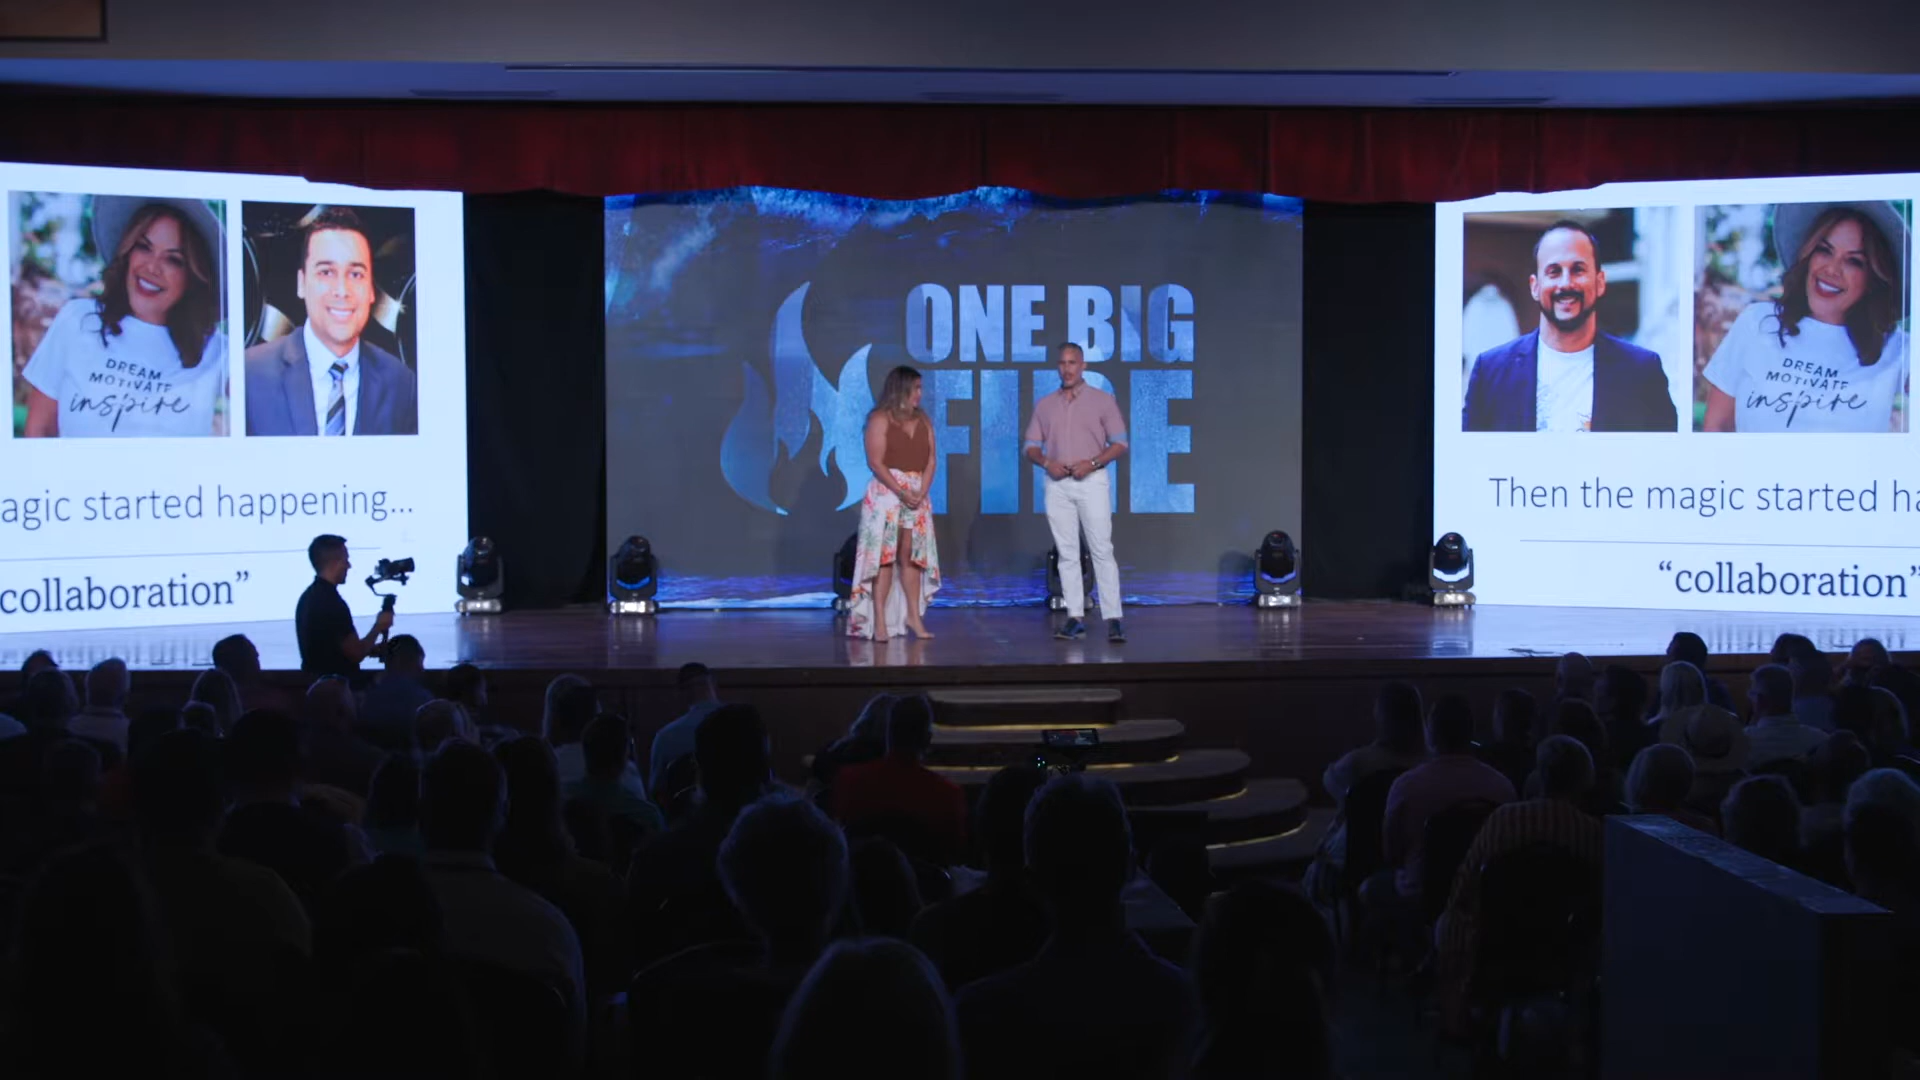 DREAM
MOTIVATE
inspire
agic started happening...
collaboration”
ONE BIG
FIRE
DREAM
MOTIVATE
inspire
Then the magic started ha
“collaboration”